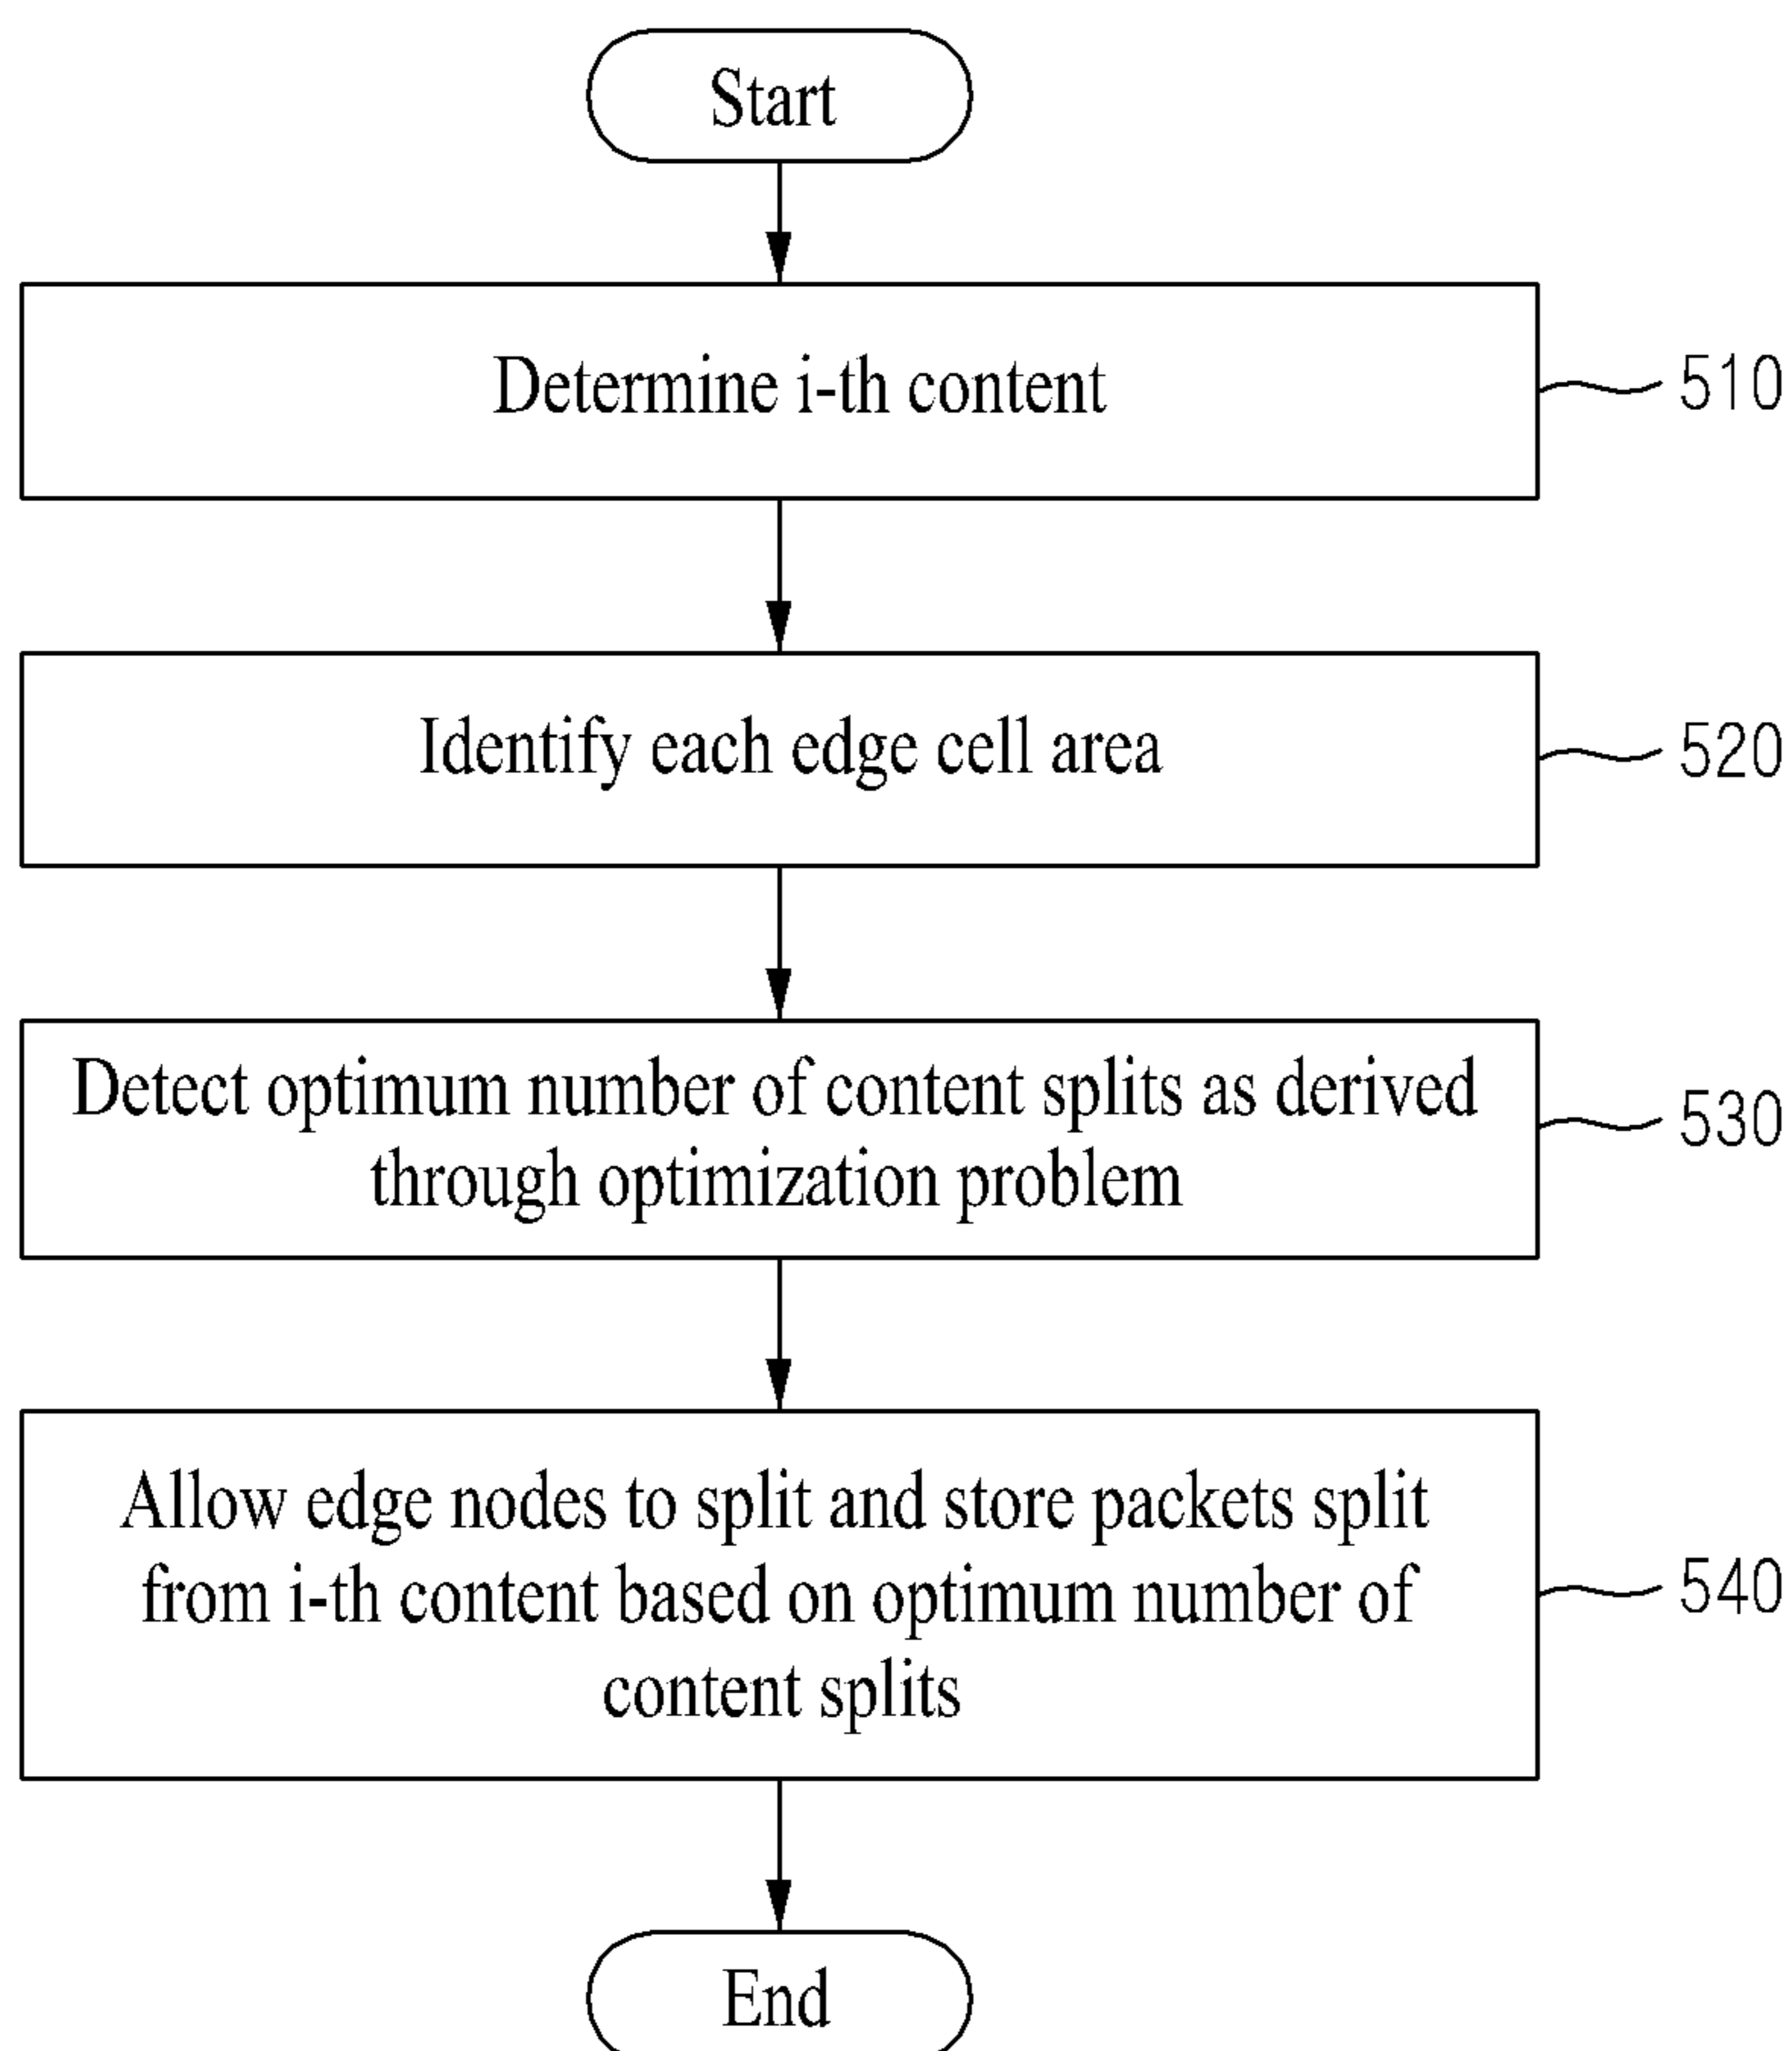 Start
Determine i-th content
510
Identify each edge cell area
520
Detect optimum number of content splits as derived
through optimization problem
530
Allow edge nodes to split and store packets split
from i-th content based on optimum number of
content splits
540
End